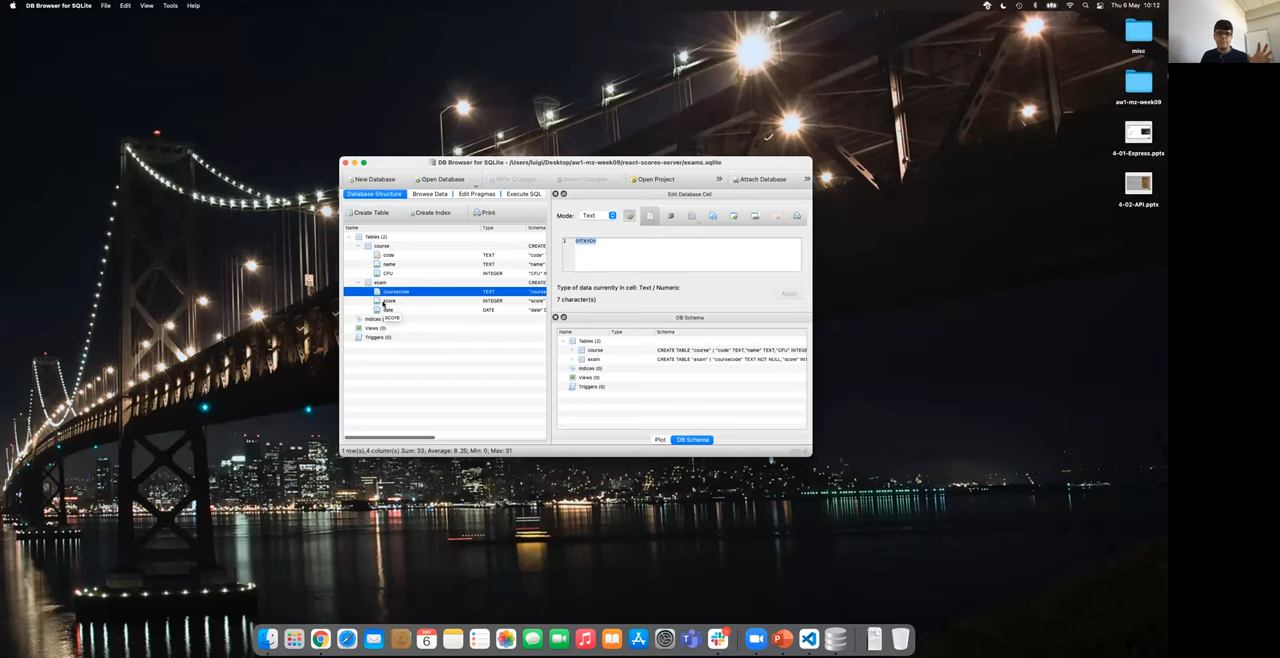 DB Browser for SQLite File Edit View Tools Help
Thu 6 May 10:12
misc
aw1-mz-week09
4-01-Express.pptx
4-02-API.pptx
DB Browser for SQLite - /Users/luigi/Desktop/aw1-mz-week09/react-scores-server/exams.sqlite
New Database Open Database Write Changes Revert Changes Open Project » Attach Database »
Database Structure Browse Data Edit Pragmas Execute SQL
Create Table Create Index Print
Name Type Schema
Tables (2)
course CREATE
code TEXT "code"
name TEXT "name"
CFU INTEGER "CFU"
exam CREATE
coursecode TEXT "course
score INTEGER "score"
date DATE "date"
score
Indices
Views (0)
Triggers (0)
Edit Database Cell
Mode: Text
1
Type of data currently in cell: Text / Numeric
7 character(s)
Apply
DB Schema
Name Type Schema
Tables (2)
course CREATE TABLE "course" ( "code" TEXT,"name" TEXT,"CFU" INTEGE
exam CREATE TABLE "exam" ( "coursecode" TEXT NOT NULL,"score" INT
Indices (0)
Views (0)
Triggers (0)
Plot DB Schema
1 row(s),4 column(s).Sum: 33; Average: 8.25; Min: 0; Max: 31
UTF-8
MAY
6